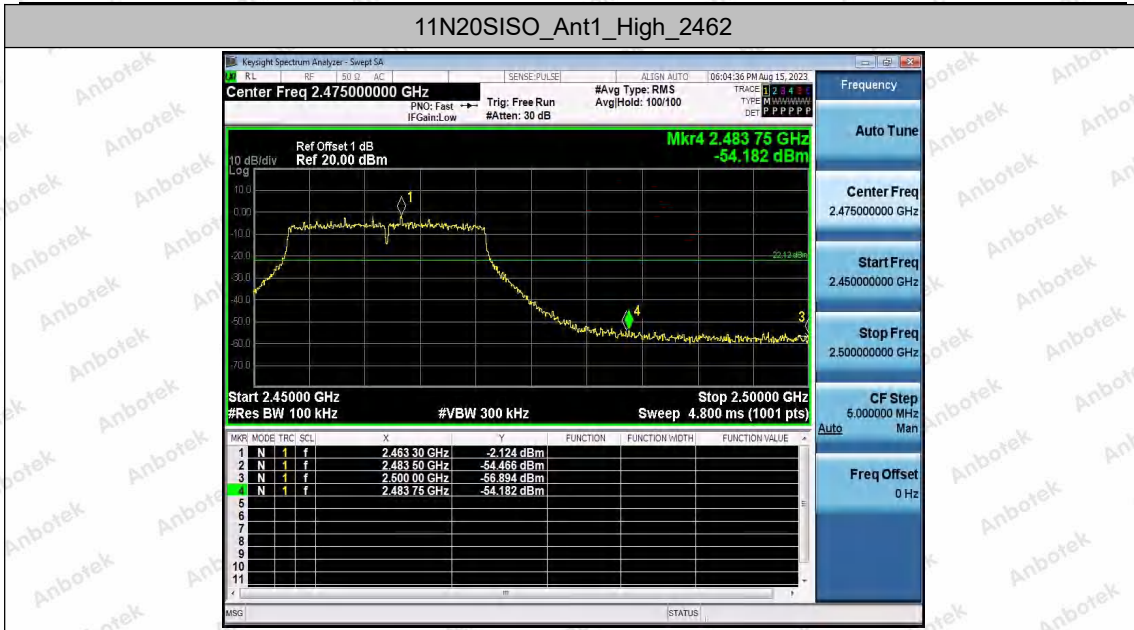 11N20SISO_Ant1_High_2462
Keysight Spectrum Analyzer - Swept SA
RL RF 50 Ω AC SENSE:PULSE ALIGN AUTO 06:04:36 PM Aug 15, 2023
Center Freq 2.475000000 GHz
PNO: Fast
IFGain:Low
Trig: Free Run
#Atten: 30 dB
#Avg Type: RMS
Avg|Hold: 100/100
TRACE 1 2 3 4 5 6
TYPE M WWWWW
DET P P P P P P
Frequency
Auto Tune
Center Freq
2.475000000 GHz
Start Freq
2.450000000 GHz
Stop Freq
2.500000000 GHz
CF Step
5.000000 MHz
Auto Man
Freq Offset
0 Hz
Mkr4 2.483 75 GHz
-54.182 dBm
Ref Offset 1 dB
10 dB/div Ref 20.00 dBm
Log
10.0
0.00
-10.0
-20.0
-30.0
-40.0
-50.0
-60.0
-70.0
1
-22.12 dBm
4
3
Start 2.45000 GHz Stop 2.50000 GHz
#Res BW 100 kHz #VBW 300 kHz Sweep 4.800 ms (1001 pts)
MKR MODE TRC SCL X Y FUNCTION FUNCTION WIDTH FUNCTION VALUE
1 N 1 f 2.463 30 GHz -2.124 dBm
2 N 1 f 2.483 50 GHz -54.466 dBm
3 N 1 f 2.500 00 GHz -56.894 dBm
4 N 1 f 2.483 75 GHz -54.182 dBm
5
6
7
8
9
10
11
MSG STATUS
Anbotek